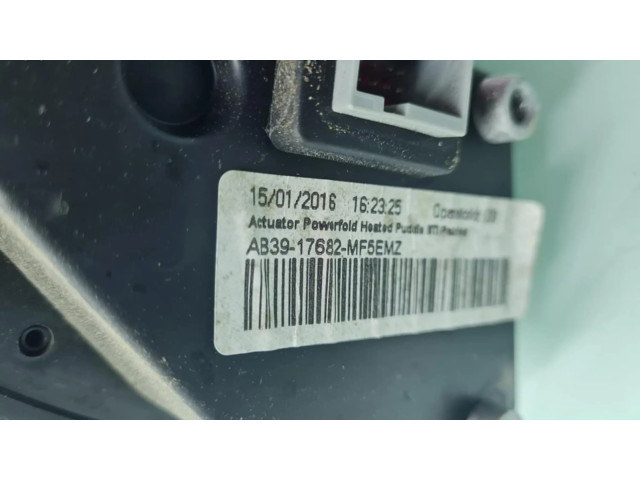 15/01/2016 16:23:25
Actuator Powerfold Heated Puddle
AB39-17682-MF5EMZ